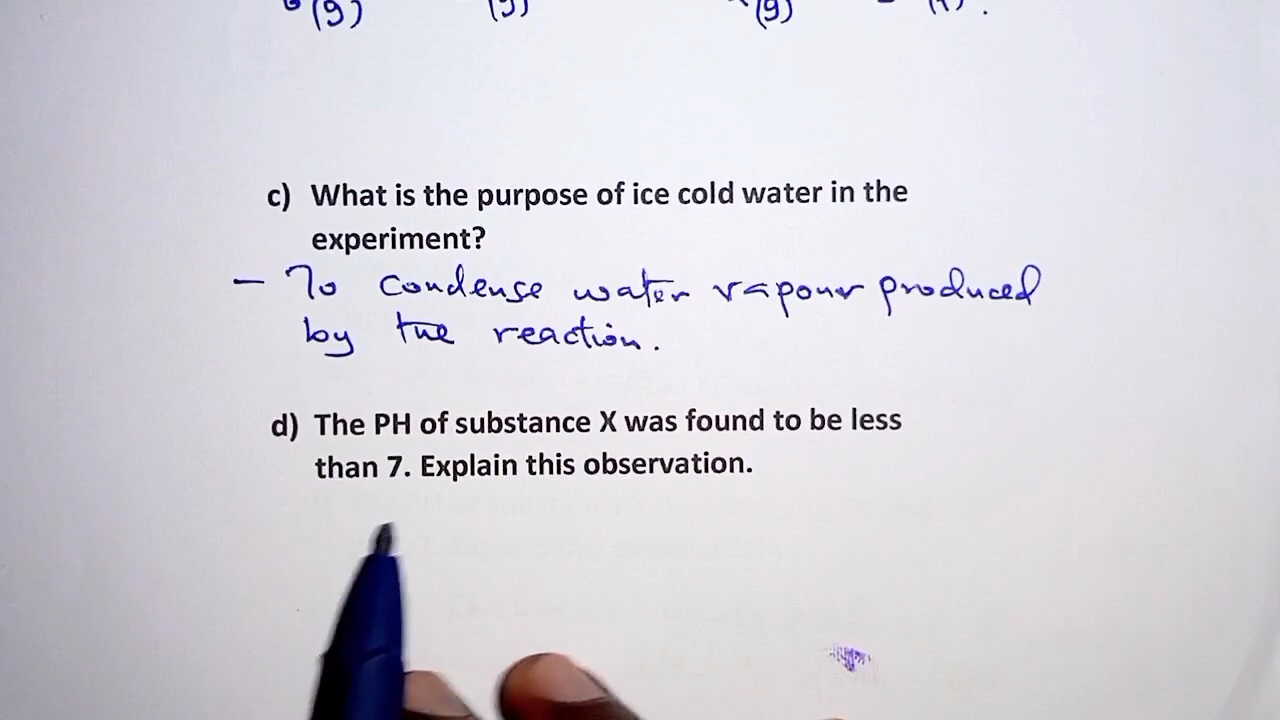 (g) (g) (g)
c) What is the purpose of ice cold water in the
experiment?
- To condense water vapour produced
by the reaction.
d) The PH of substance X was found to be less
than 7. Explain this observation.